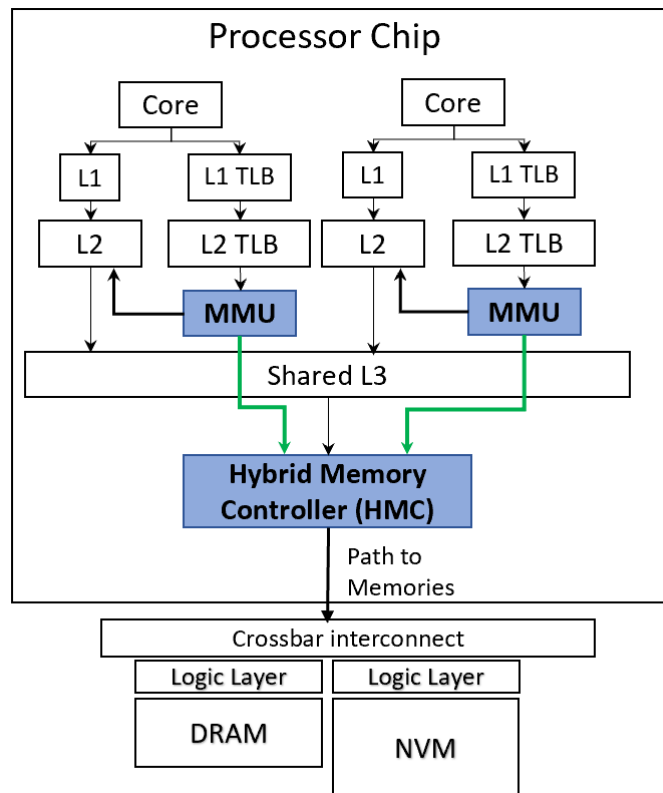 Processor Chip
Core
Core
L1
L1 TLB
L1
L1 TLB
L2
L2 TLB
L2
L2 TLB
MMU
MMU
Shared L3
Hybrid Memory
Controller (HMC)
Path to
Memories
Crossbar interconnect
Logic Layer
Logic Layer
DRAM
NVM